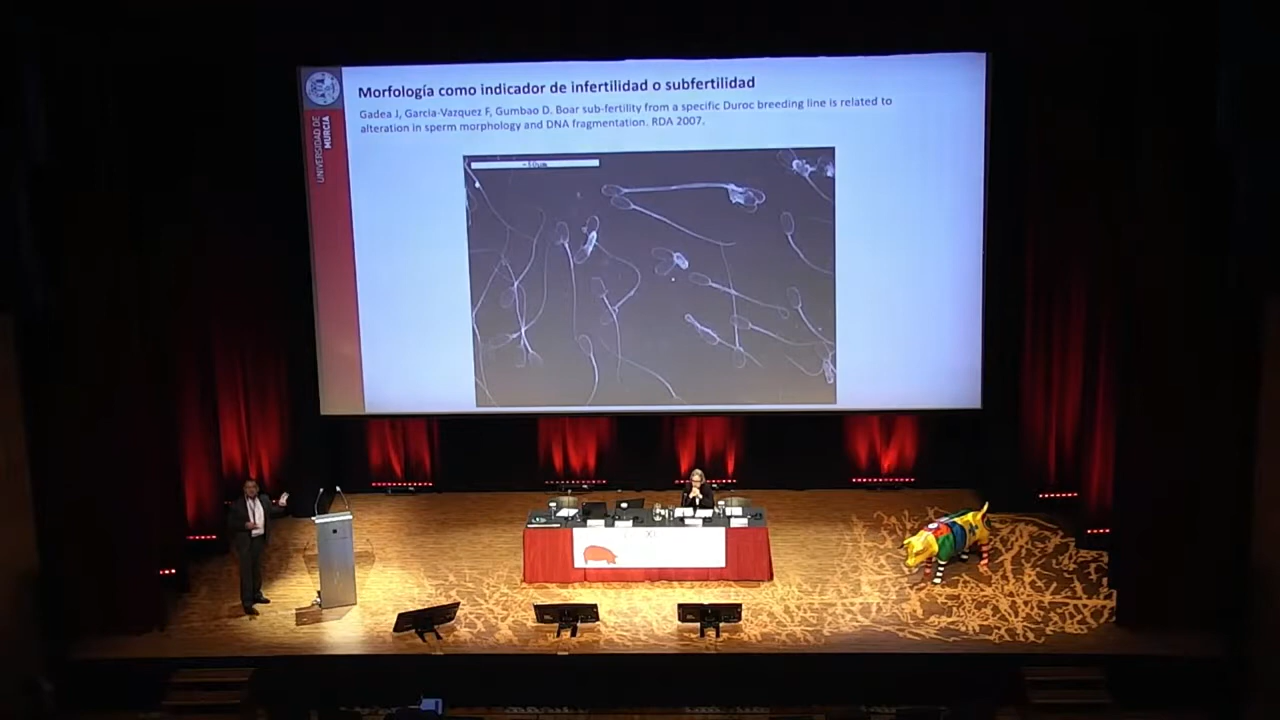 Morfología como indicador de infertilidad o subfertilidad
Gadea J, Garcia-Vazquez F, Gumbao D. Boar sub-fertility from a specific Duroc breeding line is related to
alteration in sperm morphology and DNA fragmentation. RDA 2007.
UNIVERSIDAD DE
MURCIA
XI